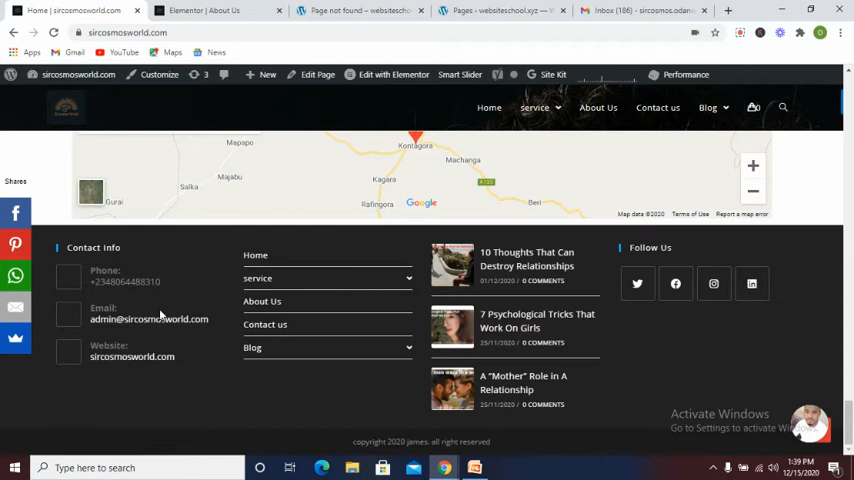 Home | sircosmosworld.com
Elementor | About Us
Page not found – websiteschool.xyz
Pages ‹ websiteschool.xyz — W
Inbox (186) - sircosmos.odanw
sircosmosworld.com
Apps
Gmail
YouTube
Maps
News
sircosmosworld.com
Customize
3
New
Edit Page
Edit with Elementor
Smart Slider
Site Kit
Performance
Home
service
About Us
Contact us
Blog
0
Mapapo
Kontagora
Machanga
Salka
Majabu
Kagara
A125
Rafingora
Beri
Gurai
Google
Map data ©2020
Terms of Use
Report a map error
Shares
Contact Info
Phone:
+2348064488310
Email:
admin@sircosmosworld.com
Website:
sircosmosworld.com
Home
service
About Us
Contact us
Blog
10 Thoughts That Can
Destroy Relationships
01/12/2020 / 0 COMMENTS
7 Psychological Tricks That
Work On Girls
25/11/2020 / 0 COMMENTS
A “Mother” Role in A
Relationship
25/11/2020 / 0 COMMENTS
Follow Us
copyright 2020 james. all right reserved
Activate Windows
Go to Settings to activate Windows.
Type here to search
1:39 PM
12/15/2020